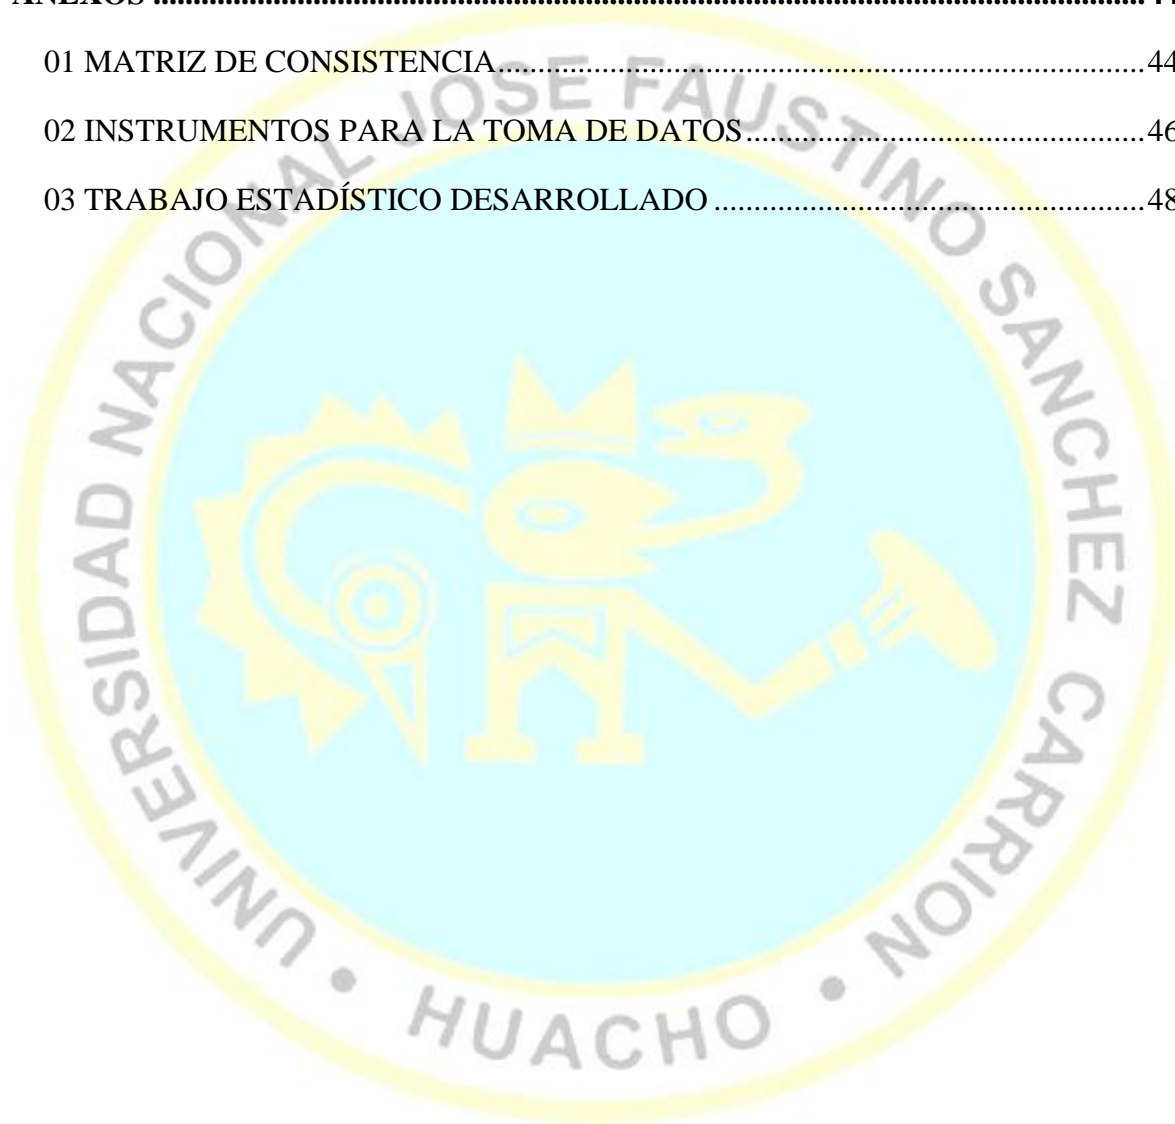 ANEXOS ....................................................................................................................
01 MATRIZ DE CONSISTENCIA.................................................................................44
02 INSTRUMENTOS PARA LA TOMA DE DATOS..................................................46
03 TRABAJO ESTADÍSTICO DESARROLLADO ......................................................48
UNIVERSIDAD NACIONAL JOSE FAUSTINO SANCHEZ CARRION
• HUACHO •